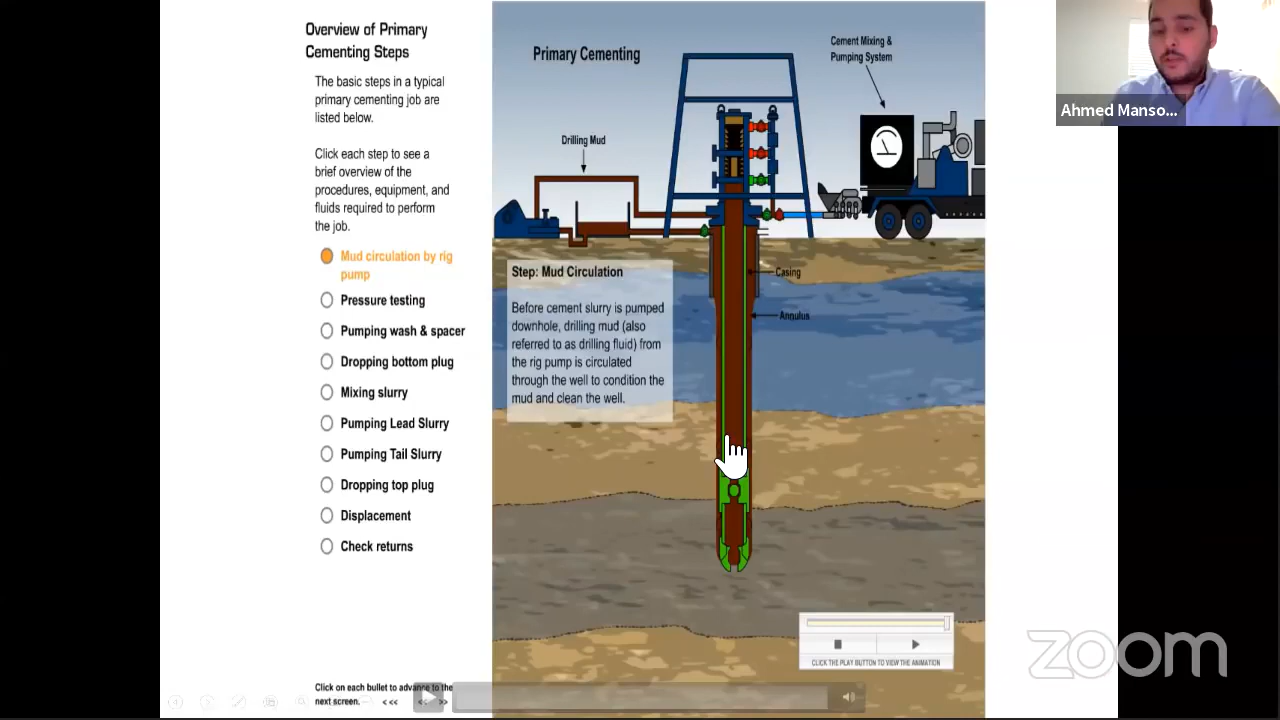 Overview of Primary
Cementing Steps
The basic steps in a typical
primary cementing job are
listed below.
Click each step to see a
brief overview of the
procedures, equipment, and
fluids required to perform
the job.
Mud circulation by rig
pump
Pressure testing
Pumping wash & spacer
Dropping bottom plug
Mixing slurry
Pumping Lead Slurry
Pumping Tail Slurry
Dropping top plug
Displacement
Check returns
Click on each bullet to advance to the
next screen.
<<<
<<
>>
Primary Cementing
Cement Mixing &
Pumping System
Drilling Mud
Step: Mud Circulation
Before cement slurry is pumped
downhole, drilling mud (also
referred to as drilling fluid) from
the rig pump is circulated
through the well to condition the
mud and clean the well.
Casing
Annulus
CLICK THE PLAY BUTTON TO VIEW THE ANIMATION
Ahmed Manso...
zoom